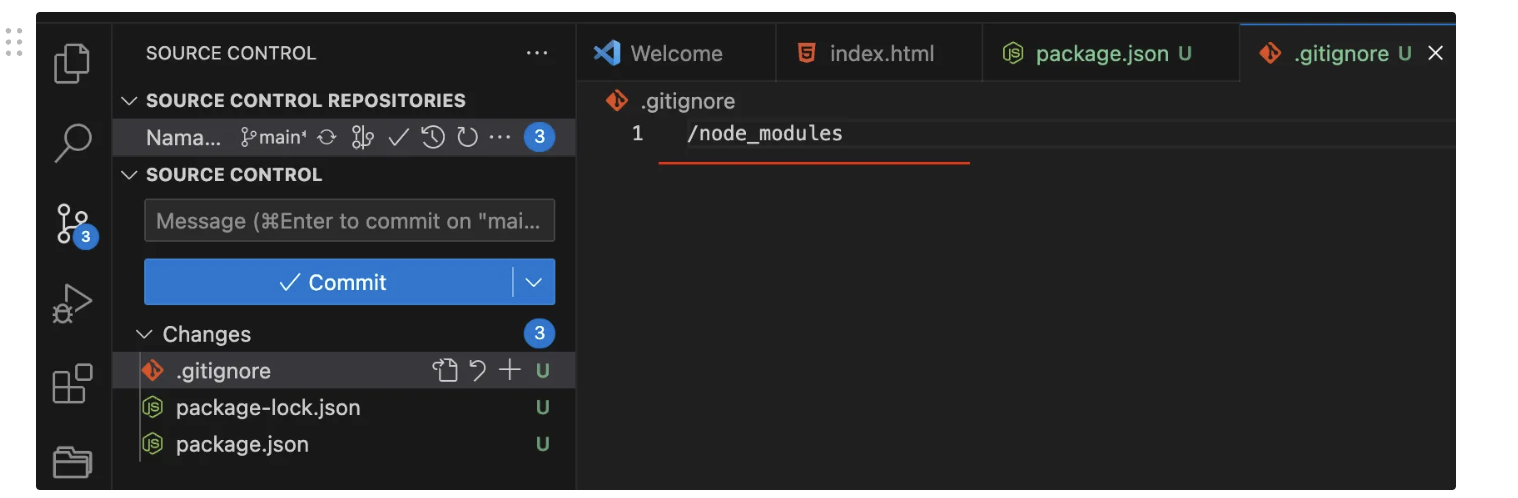 SOURCE CONTROL ···
Welcome
index.html
package.json U
.gitignore U
SOURCE CONTROL REPOSITORIES
Nama... main 3
.gitignore
1 /node_modules
SOURCE CONTROL
Message (⌘Enter to commit on "mai...
3
Commit
Changes 3
.gitignore U
package-lock.json U
package.json U